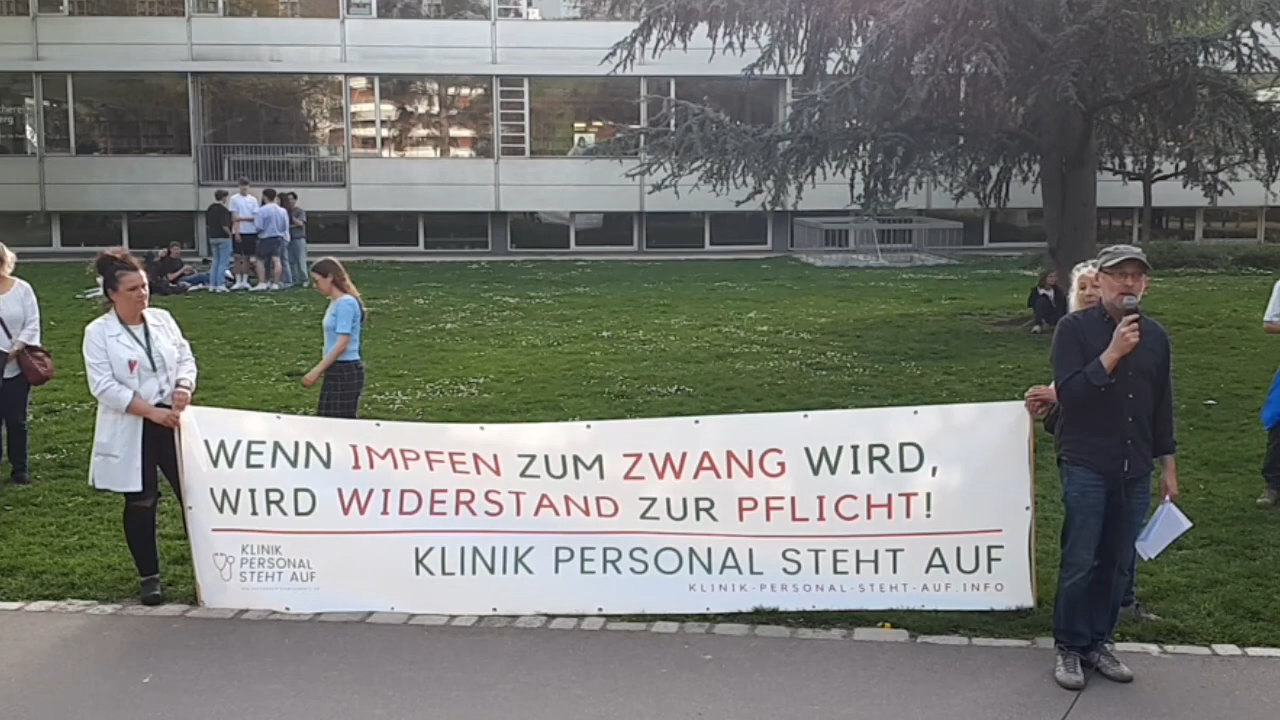 WENN IMPFEN ZUM ZWANG WIRD,
WIRD WIDERSTAND ZUR PFLICHT!
KLINIK
PERSONAL
STEHT AUF
KLINIK PERSONAL STEHT AUF
KLINIK-PERSONAL-STEHT-AUF.INFO